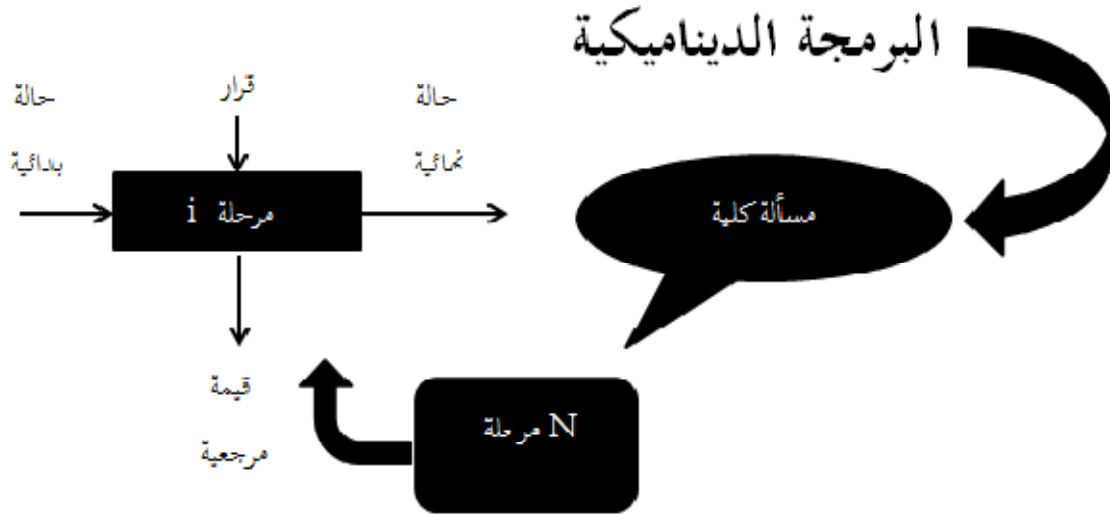 البرمجة الديناميكية
قرار
حالة
بدائية
حالة
نهائية
مرحلة i
مسألة كلية
قيمة
مرجعية
N مرحلة